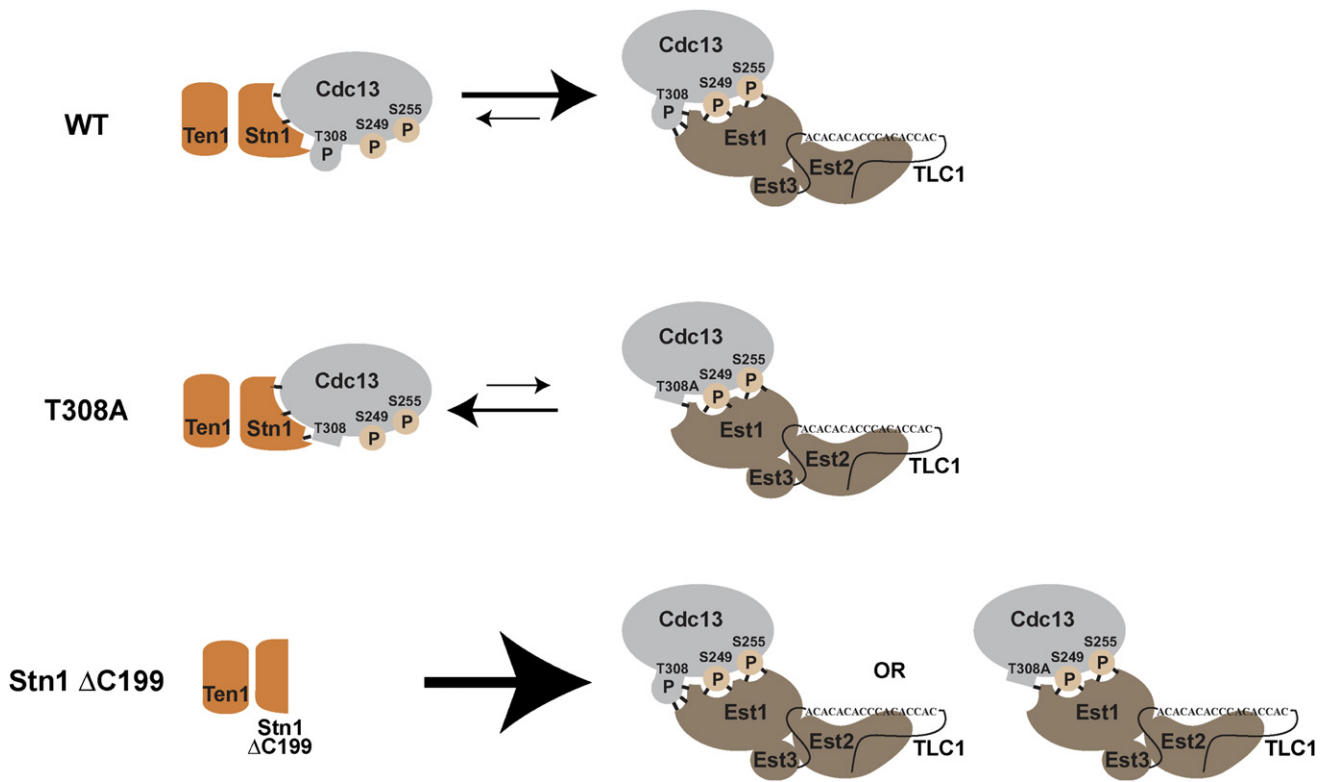 WT
Ten1
Stn1
Cdc13
T308
P
S249
P
S255
P
Cdc13
S255
P
S249
P
T308
P
Est1
ACACACACCCACACCAC
Est2
Est3
TLC1
T308A
Ten1
Stn1
Cdc13
T308
S249
P
S255
P
Cdc13
S255
P
S249
P
T308A
Est1
ACACACACCCACACCAC
Est2
Est3
TLC1
Stn1 ΔC199
Ten1
Stn1
ΔC199
Cdc13
S255
P
S249
P
T308
P
Est1
ACACACACCCACACCAC
Est2
Est3
TLC1
OR
Cdc13
S255
P
S249
P
T308A
Est1
ACACACACCCACACCAC
Est2
Est3
TLC1